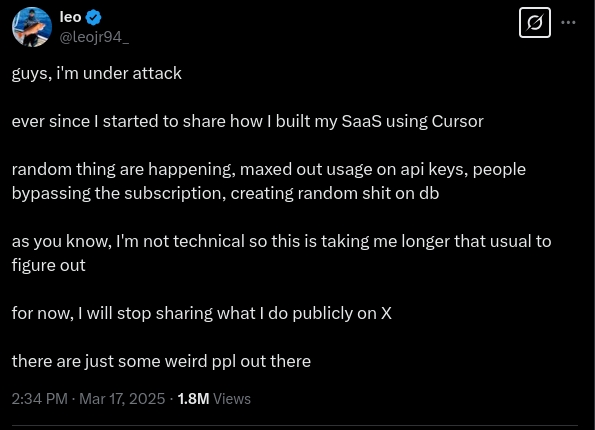 leo
@leojr94_
guys, i'm under attack
ever since I started to share how I built my SaaS using Cursor
random thing are happening, maxed out usage on api keys, people
bypassing the subscription, creating random shit on db
as you know, I'm not technical so this is taking me longer that usual to
figure out
for now, I will stop sharing what I do publicly on X
there are just some weird ppl out there
2:34 PM · Mar 17, 2025 · 1.8M Views